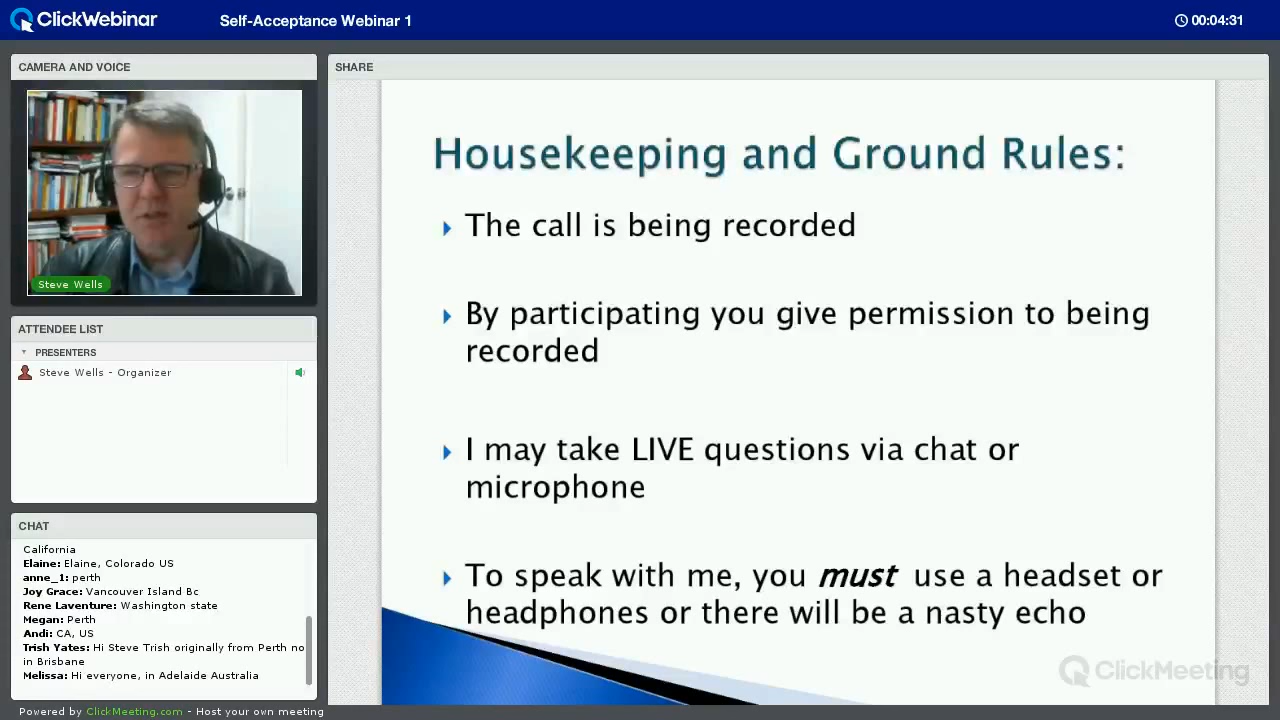 ClickWebinar
Self-Acceptance Webinar 1
00:04:31
CAMERA AND VOICE
Steve Wells
ATTENDEE LIST
PRESENTERS
Steve Wells - Organizer
CHAT
California
Elaine: Elaine, Colorado US
anne_1: perth
Joy Grace: Vancouver Island Bc
Rene Laventure: Washington state
Megan: Perth
Andi: CA, US
Trish Yates: Hi Steve Trish originally from Perth no
in Brisbane
Melissa: Hi everyone, in Adelaide Australia
SHARE
Housekeeping and Ground Rules:
The call is being recorded
By participating you give permission to being
recorded
I may take LIVE questions via chat or
microphone
To speak with me, you must use a headset or
headphones or there will be a nasty echo
ClickMeeting
Powered by ClickMeeting.com - Host your own meeting